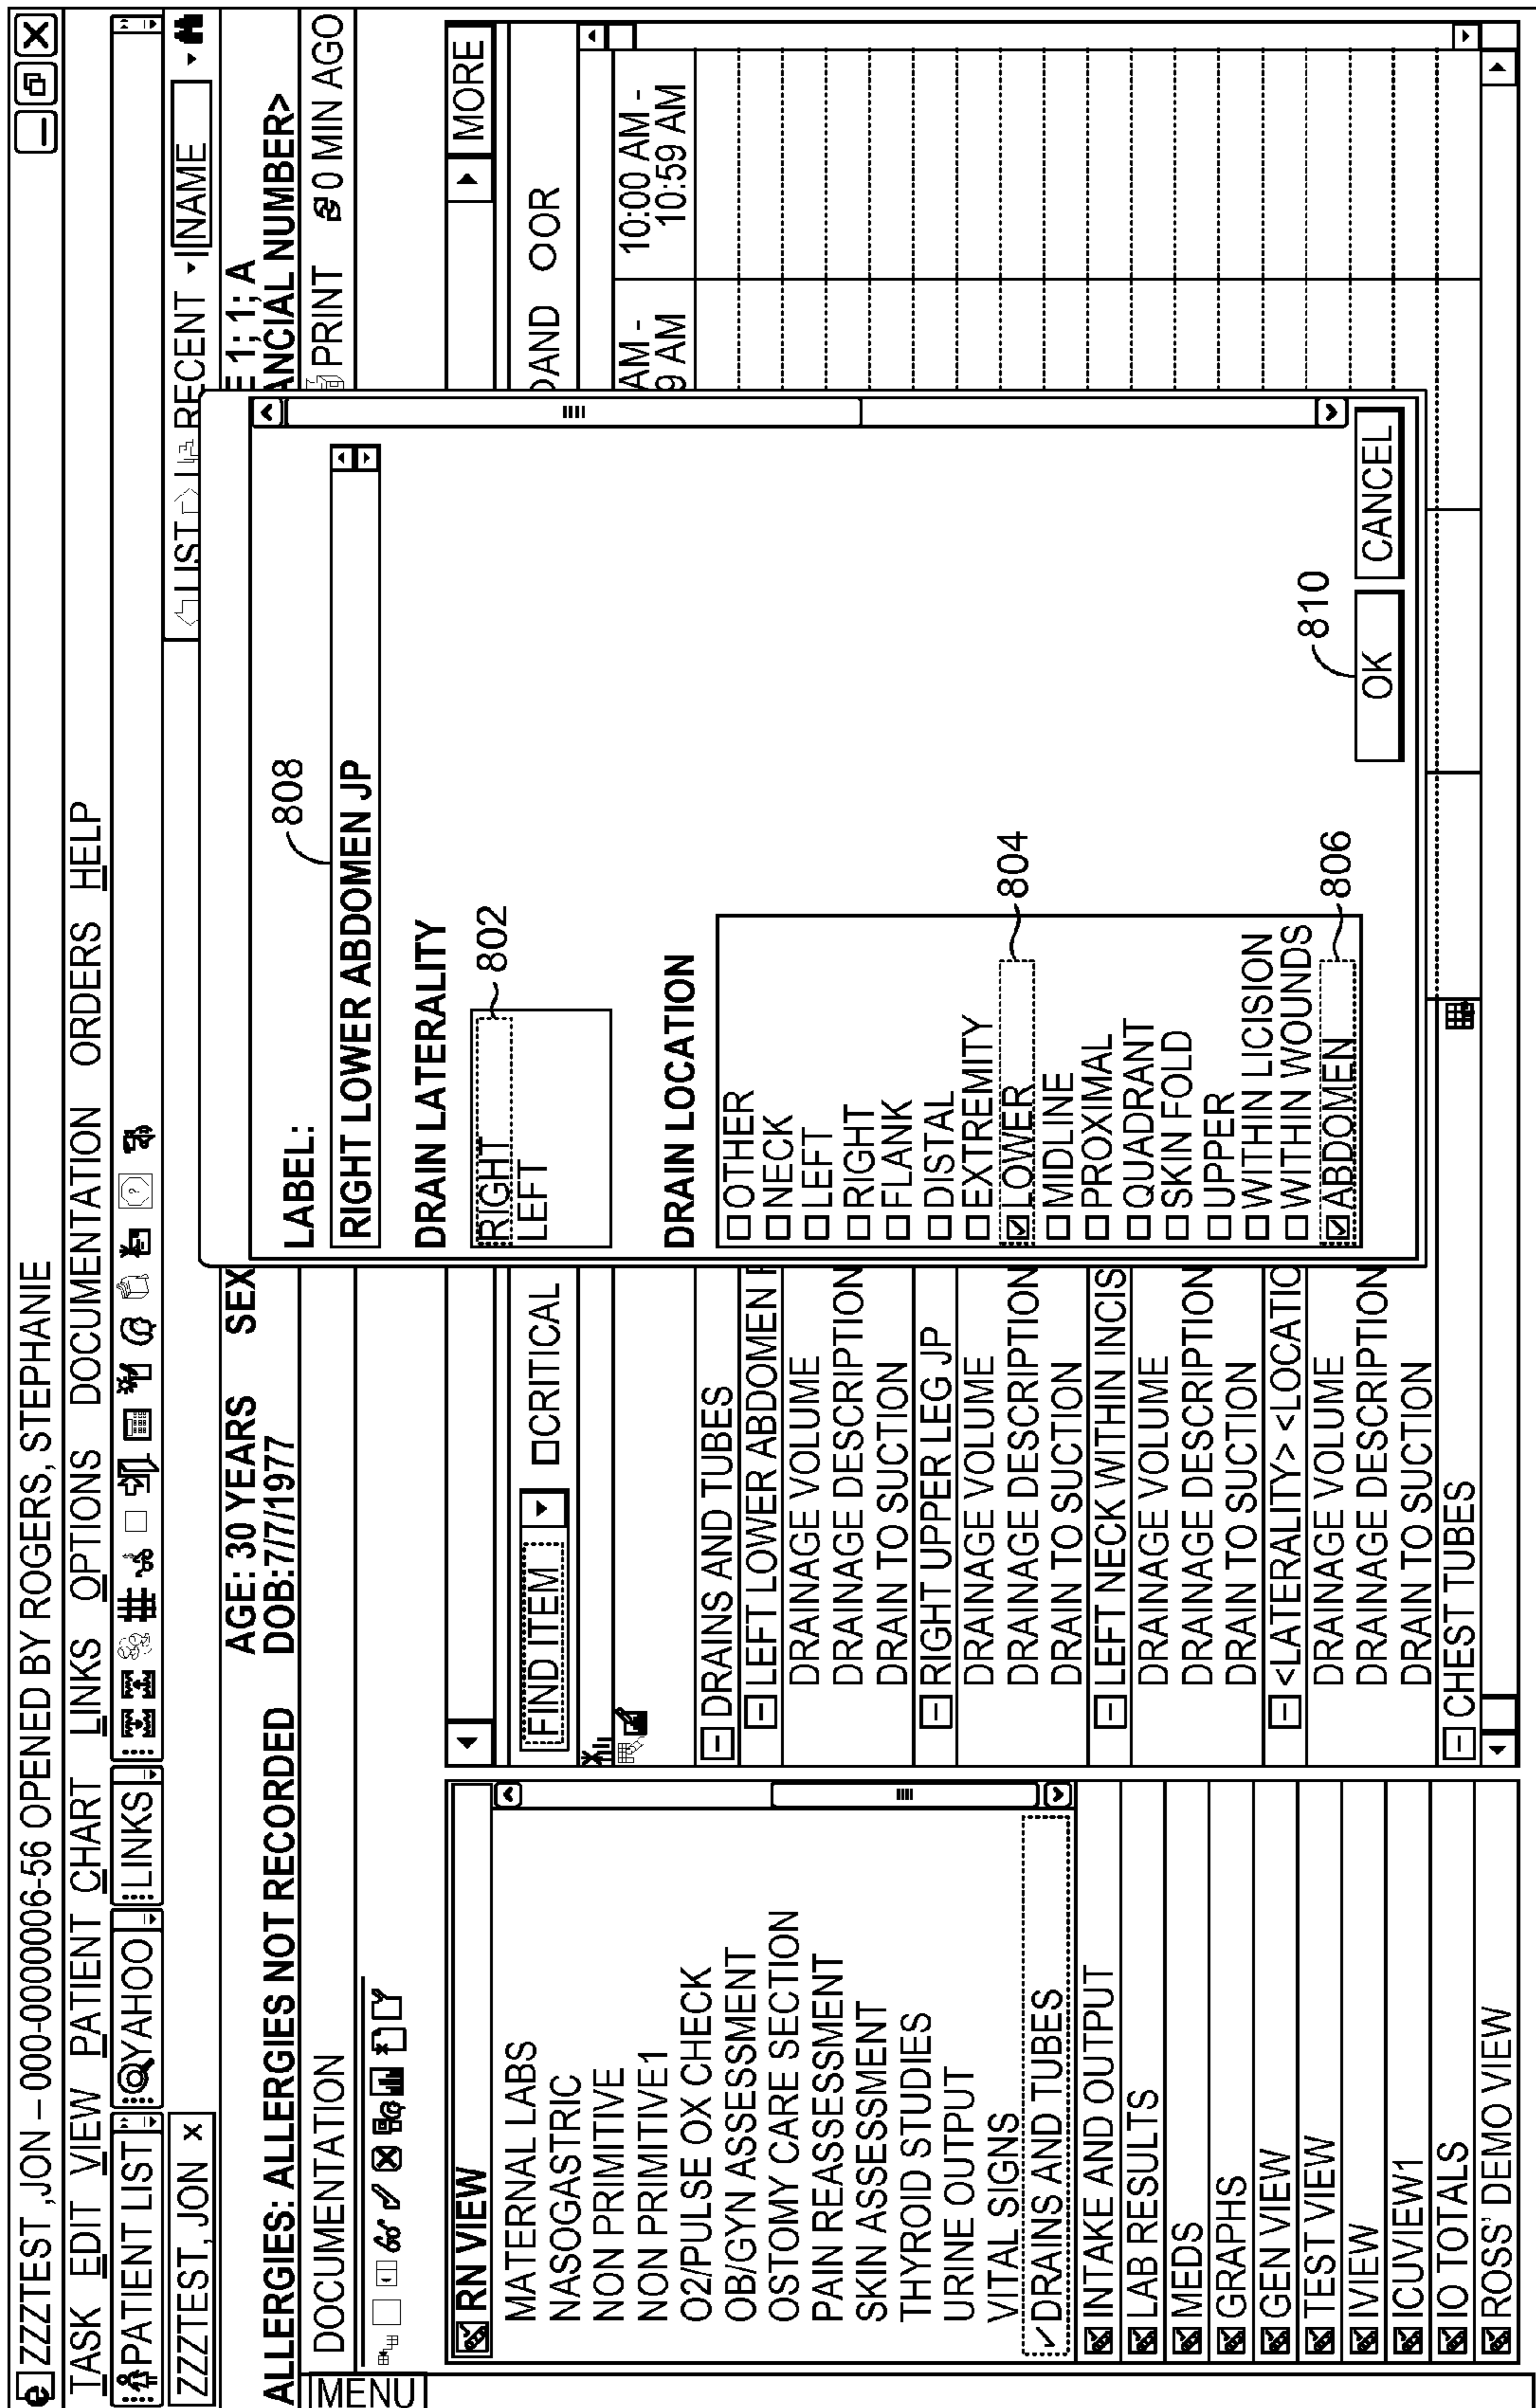 ZZZTEST ,JON – 000-0000006-56 OPENED BY ROGERS, STEPHANIE
TASK EDIT VIEW PATIENT CHART LINKS OPTIONS DOCUMENTATION ORDERS HELP
PATIENT LIST YAHOO LINKS
ZZZTEST, JON x LIST RECENT NAME
AGE: 30 YEARS SEX E 1; 1; A
ALLERGIES: ALLERGIES NOT RECORDED DOB:7/7/1977 ANCIAL NUMBER>
MENU DOCUMENTATION PRINT 0 MIN AGO
RN VIEW
MATERNAL LABS
NASOGASTRIC
NON PRIMITIVE
NON PRIMITIVE1
O2/PULSE OX CHECK
OB/GYN ASSESSMENT
OSTOMY CARE SECTION
PAIN REASSESSMENT
SKIN ASSESSMENT
THYROID STUDIES
URINE OUTPUT
VITAL SIGNS
DRAINS AND TUBES
INTAKE AND OUTPUT
LAB RESULTS
MEDS
GRAPHS
GEN VIEW
TEST VIEW
IVIEW
ICUVIEW1
IO TOTALS
ROSS' DEMO VIEW
MORE
FIND ITEM CRITICAL PAND OOR
AM - 10:00 AM -
9 AM 10:59 AM
DRAINS AND TUBES
LEFT LOWER ABDOMEN
DRAINAGE VOLUME
DRAINAGE DESCRIPTION
DRAIN TO SUCTION
RIGHT UPPER LEG JP
DRAINAGE VOLUME
DRAINAGE DESCRIPTION
DRAIN TO SUCTION
LEFT NECK WITHIN INCIS
DRAINAGE VOLUME
DRAINAGE DESCRIPTION
DRAIN TO SUCTION
<LATERALITY> <LOCATIO
DRAINAGE VOLUME
DRAINAGE DESCRIPTION
DRAIN TO SUCTION
CHEST TUBES
LABEL:
808
RIGHT LOWER ABDOMEN JP
DRAIN LATERALITY
RIGHT 802
LEFT
DRAIN LOCATION
OTHER
NECK
LEFT
RIGHT
FLANK
DISTAL
EXTREMITY
LOWER 804
MIDLINE
PROXIMAL
QUADRANT
SKIN FOLD
UPPER
WITHIN LICISION
WITHIN WOUNDS
ABDOMEN 806
810
OK CANCEL